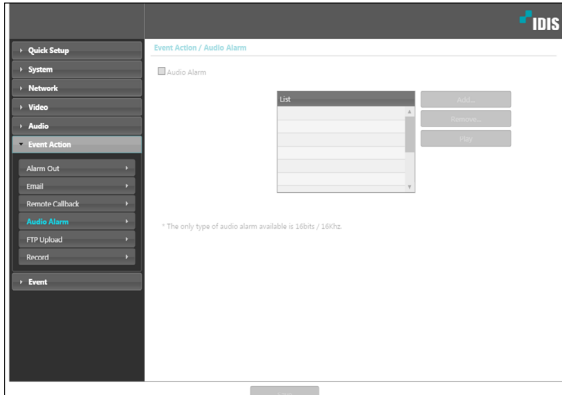 IDIS
Quick Setup
System
Network
Video
Audio
Event Action
Alarm Out
Email
Remote Callback
Audio Alarm
FTP Upload
Record
Event
Event Action / Audio Alarm
Audio Alarm
List
Add...
Remove...
Play
* The only type of audio alarm available is 16bits / 16Khz.